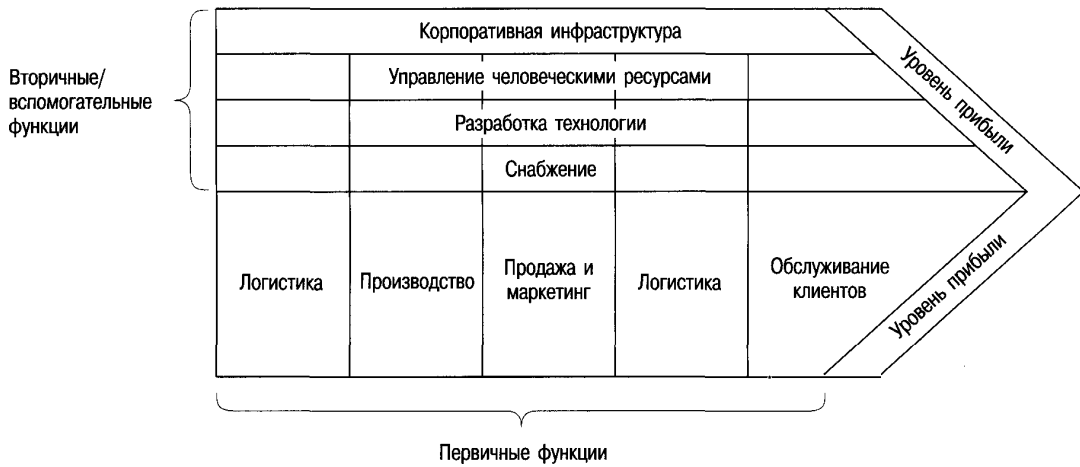 Корпоративная инфраструктура
Вторичные/
вспомогательные
функции
Управление человеческими ресурсами
Разработка технологии
Снабжение
Уровень прибыли
Логистика
Производство
Продажа и
маркетинг
Логистика
Обслуживание
клиентов
Уровень прибыли
Первичные функции